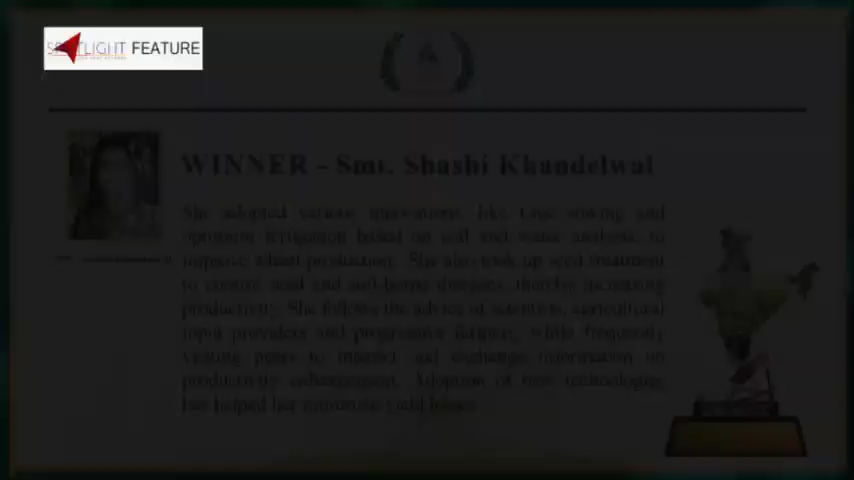 SPOTLIGHT FEATURE
WINNER - Smt. Shashi Khandelwal
She adopted various innovations, like Line sowing and
optimum fertigation based on soil and water analysis, to
improve wheat production. She also took up seed treatment
to control seed and soil-borne diseases, thereby increasing
productivity. She follows the advice of scientists, agricultural
input providers and progressive farmers, while frequently
visiting peers to interact and exchange information on
productivity enhancement. Adoption of new technologies
has helped her minimise yield losses.